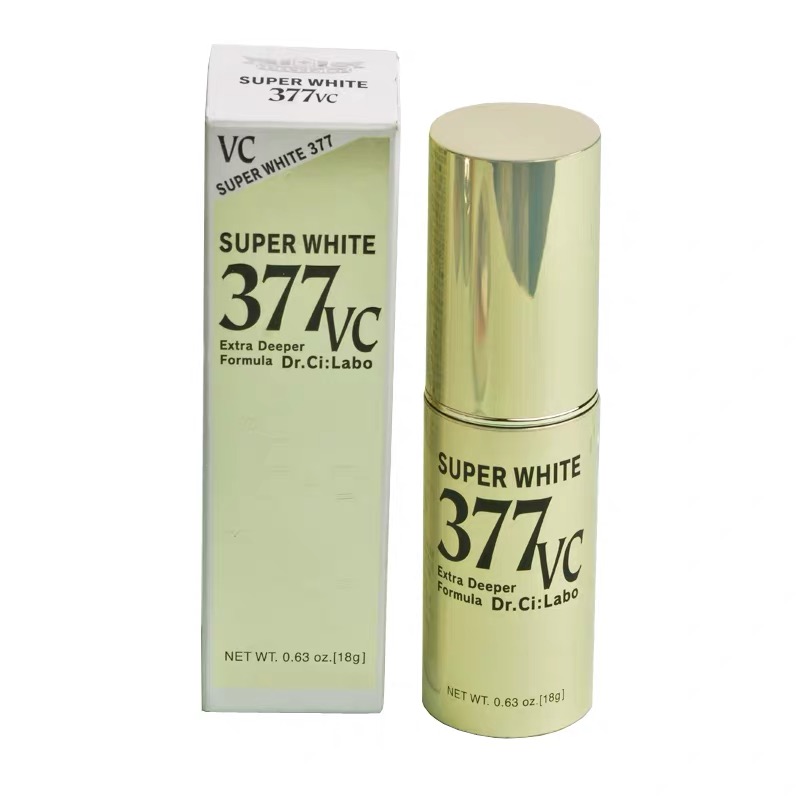 SUPER WHITE
377VC
VC
SUPER WHITE 377
SUPER WHITE
377VC
Extra Deeper
Formula Dr.Ci:Labo
NET WT. 0.63 oz.[18g]
SUPER WHITE
377VC
Extra Deeper
Formula Dr.Ci:Labo
NET WT. 0.63 oz.[18g]